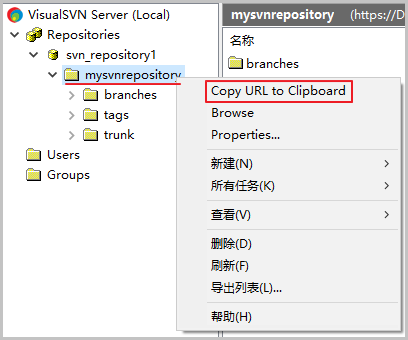 VisualSVN Server (Local)
Repositories
svn_repository1
mysvnrepository
branches
tags
trunk
Users
Groups
mysvnrepository (https://D
名称
branches
Copy URL to Clipboard
Browse
Properties...
新建(N)
所有任务(K)
查看(V)
删除(D)
刷新(F)
导出列表(L)...
帮助(H)